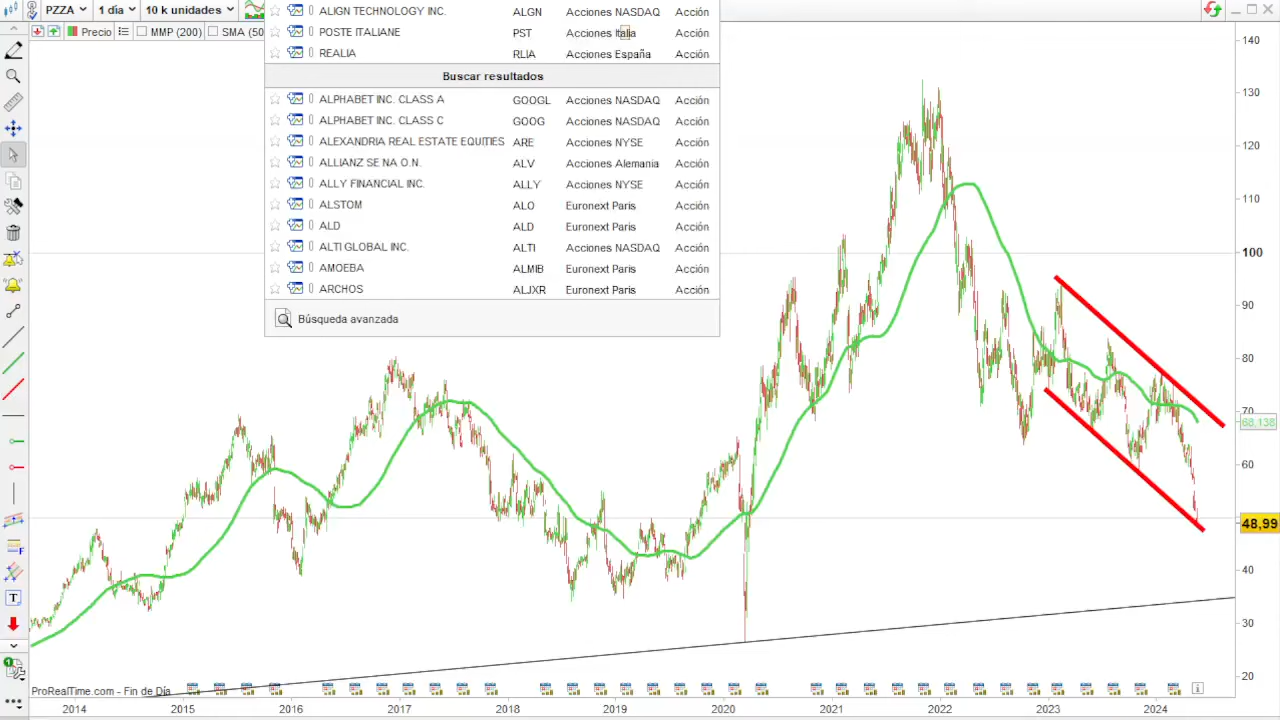 PZZA 1 día 10 k unidades
Precio MMP (200) SMA (50
ALIGN TECHNOLOGY INC. ALGN Acciones NASDAQ Acción
POSTE ITALIANE PST Acciones Italia Acción
REALIA RLIA Acciones España Acción
Buscar resultados
ALPHABET INC. CLASS A GOOGL Acciones NASDAQ Acción
ALPHABET INC. CLASS C GOOG Acciones NASDAQ Acción
ALEXANDRIA REAL ESTATE EQUITIES ARE Acciones NYSE Acción
ALLIANZ SE NA O.N. ALV Acciones Alemania Acción
ALLY FINANCIAL INC. ALLY Acciones NYSE Acción
ALSTOM ALO Euronext Paris Acción
ALD ALD Euronext Paris Acción
ALTI GLOBAL INC. ALTI Acciones NASDAQ Acción
AMOEBA ALMIB Euronext Paris Acción
ARCHOS ALJXR Euronext Paris Acción
Búsqueda avanzada
140
130
120
110
100
90
80
70
68,138
60
48,99
40
30
20
ProRealTime.com - Fin de Día
2014 2015 2016 2017 2018 2019 2020 2021 2022 2023 2024